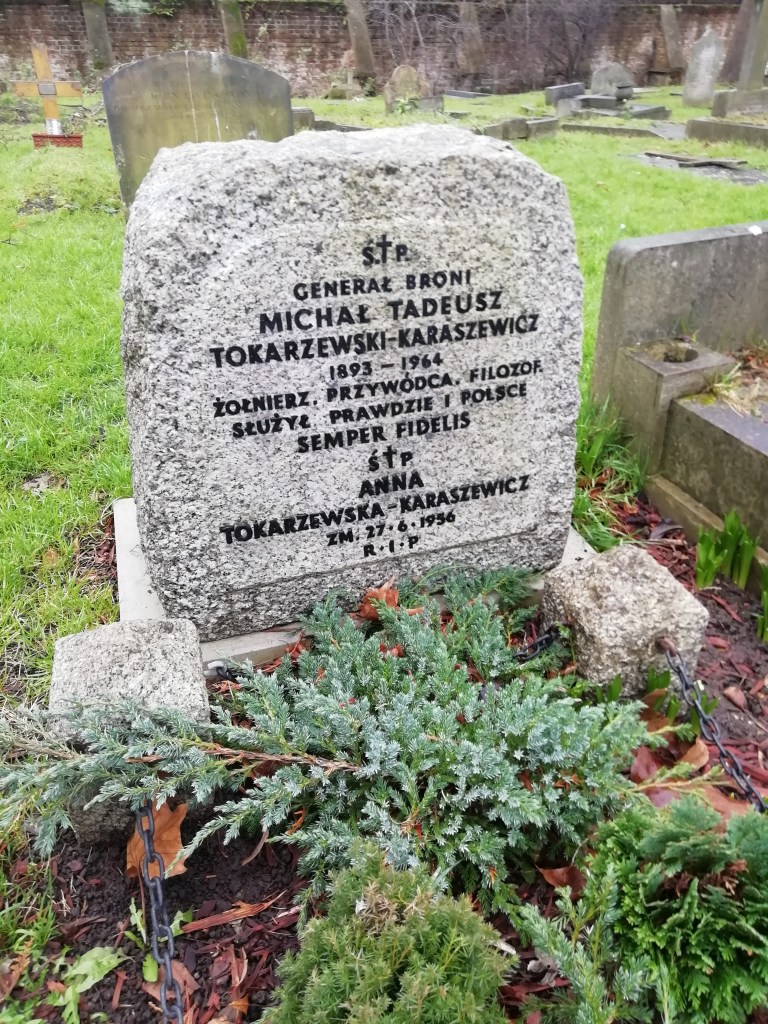 Ś✝P.
GENERAŁ BRONI
MICHAŁ TADEUSZ
TOKARZEWSKI-KARASZEWICZ
1893 – 1964
ŻOŁNIERZ, PRZYWÓDCA, FILOZOF.
SŁUŻYŁ PRAWDZIE I POLSCE
SEMPER FIDELIS
Ś✝P
ANNA
TOKARZEWSKA-KARASZEWICZ
ZM. 27·6·1956
R·I·P